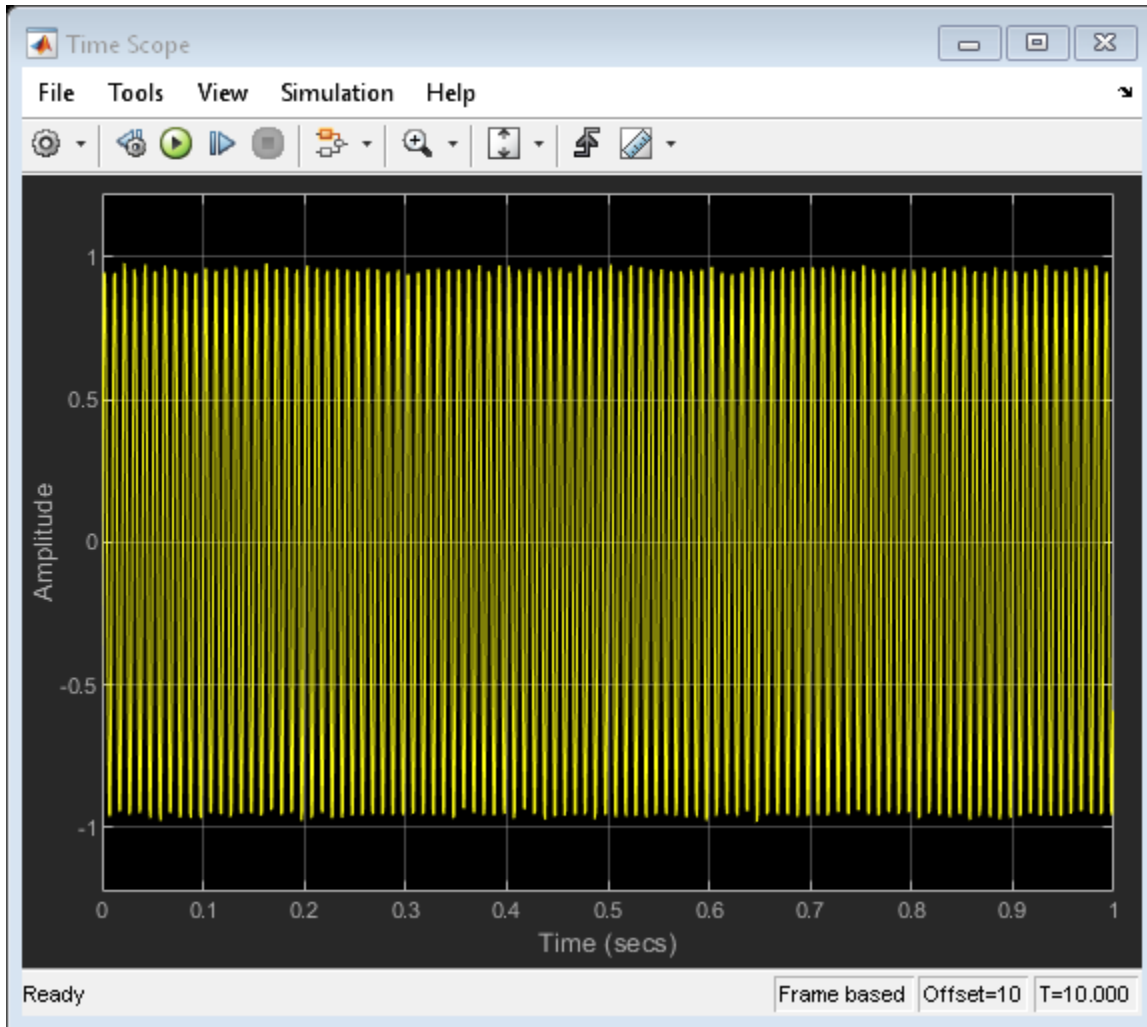 Time Scope
File Tools View Simulation Help
1
0.5
0
-0.5
-1
Amplitude
0 0.1 0.2 0.3 0.4 0.5 0.6 0.7 0.8 0.9 1
Time (secs)
Ready Frame based Offset=10 T=10.000